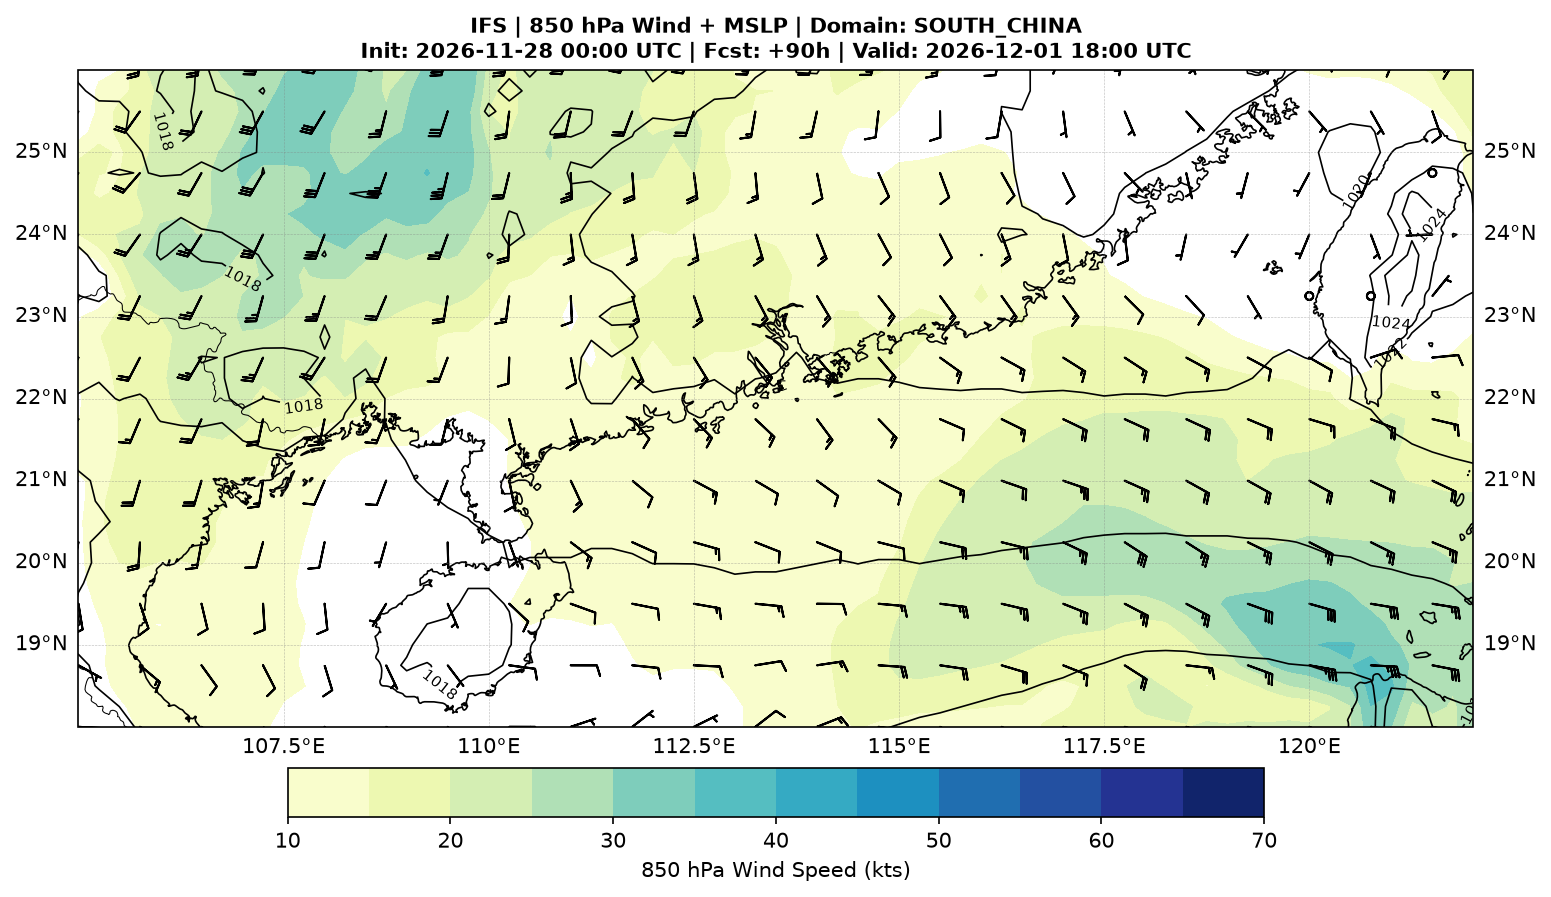 IFS | 850 hPa Wind + MSLP | Domain: SOUTH_CHINA
Init: 2026-11-28 00:00 UTC | Fcst: +90h | Valid: 2026-12-01 18:00 UTC
1018
25°N
25°N
1020
24°N
1024
24°N
1018
23°N
1024
23°N
1022
22°N
1018
22°N
21°N
21°N
20°N
20°N
19°N
19°N
1018
107.5°E
110°E
112.5°E
115°E
117.5°E
120°E
10
20
30
40
50
60
70
850 hPa Wind Speed (kts)